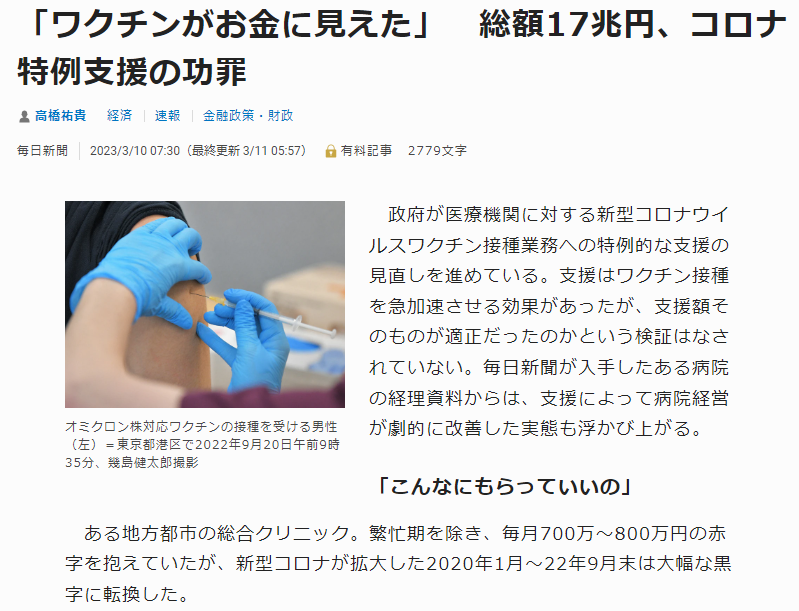 「ワクチンがお金に見えた」 総額17兆円、コロナ
特例支援の功罪
高橋祐貴 経済 速報 金融政策・財政
毎日新聞 2023/3/10 07:30（最終更新 3/11 05:57） 有料記事 2779文字
政府が医療機関に対する新型コロナウイ
ルスワクチン接種業務への特例的な支援の
見直しを進めている。支援はワクチン接種
を急加速させる効果があったが、支援額そ
のものが適正だったのかという検証はなさ
れていない。毎日新聞が入手したある病院
の経理資料からは、支援によって病院経営
が劇的に改善した実態も浮かび上がる。
オミクロン株対応ワクチンの接種を受ける男性
（左）＝東京都港区で2022年9月20日午前9時
35分、幾島健太郎撮影
「こんなにもらっていいの」
ある地方都市の総合クリニック。繁忙期を除き、毎月700万～800万円の赤
字を抱えていたが、新型コロナが拡大した2020年1月～22年9月末は大幅な黒
字に転換した。